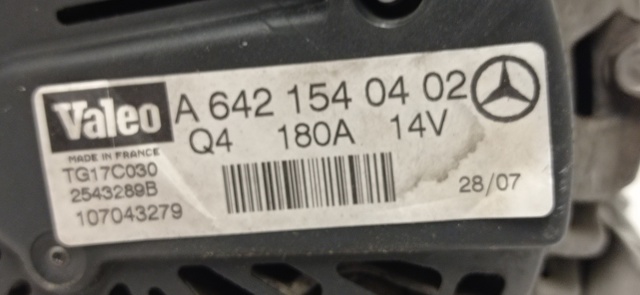 Valeo A 642 154 04 02
Q4 180A 14V
MADE IN FRANCE
TG17C030
2543289B
107043279
28/07